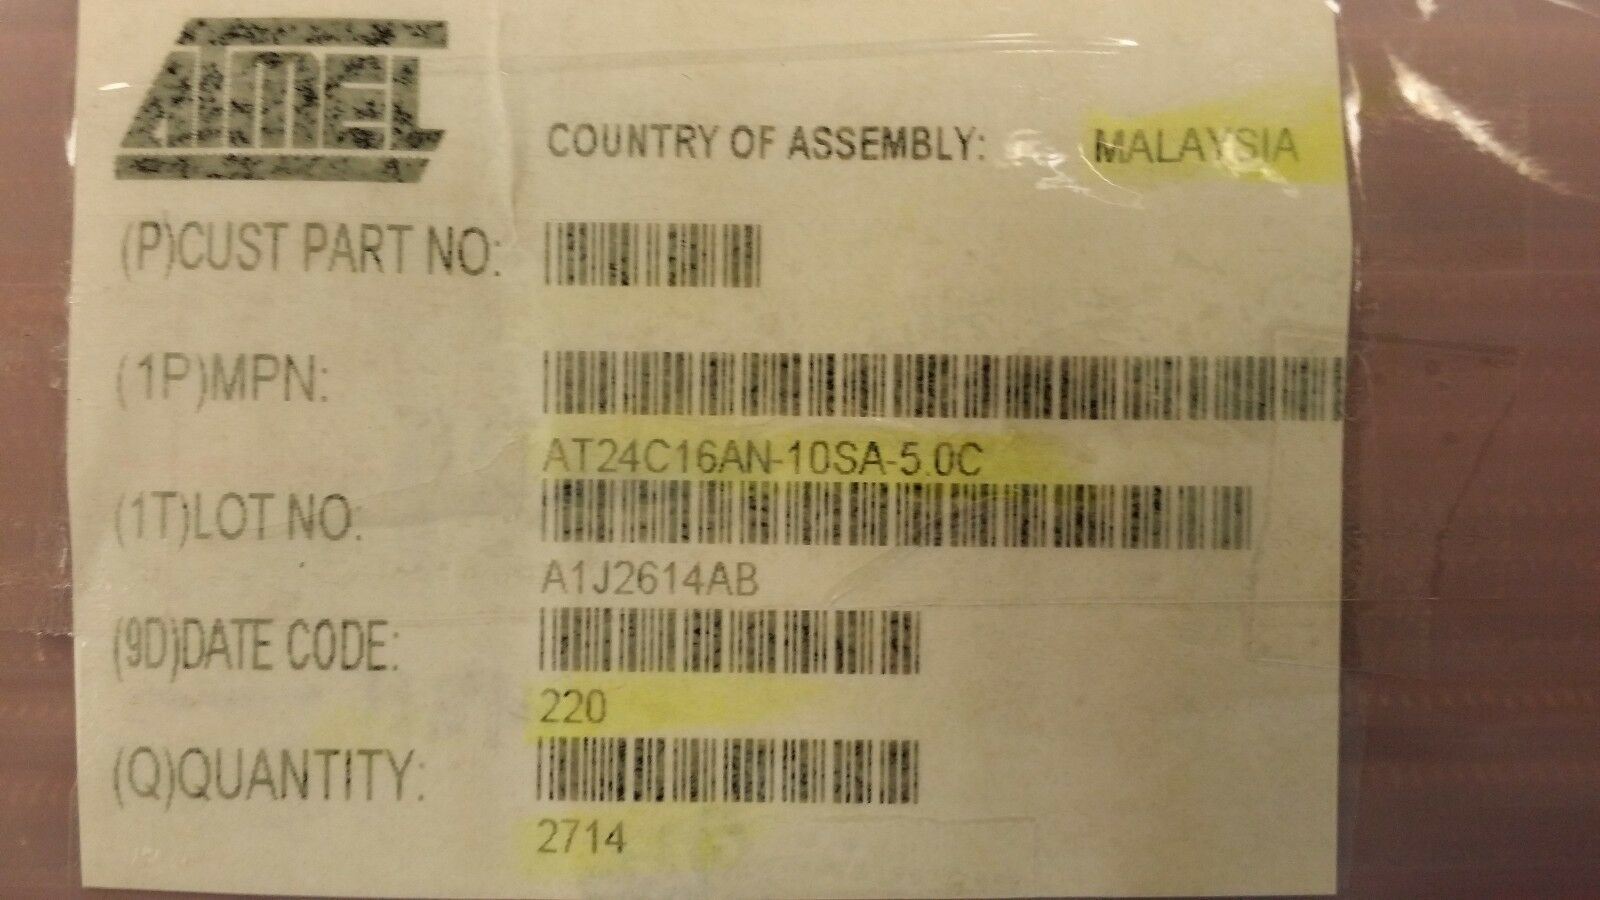 ATMEL
COUNTRY OF ASSEMBLY: MALAYSIA
(P)CUST PART NO:
(1P)MPN:
AT24C16AN-10SA-5.0C
(1T)LOT NO:
A1J2614AB
(9D)DATE CODE:
220
(Q)QUANTITY:
2714